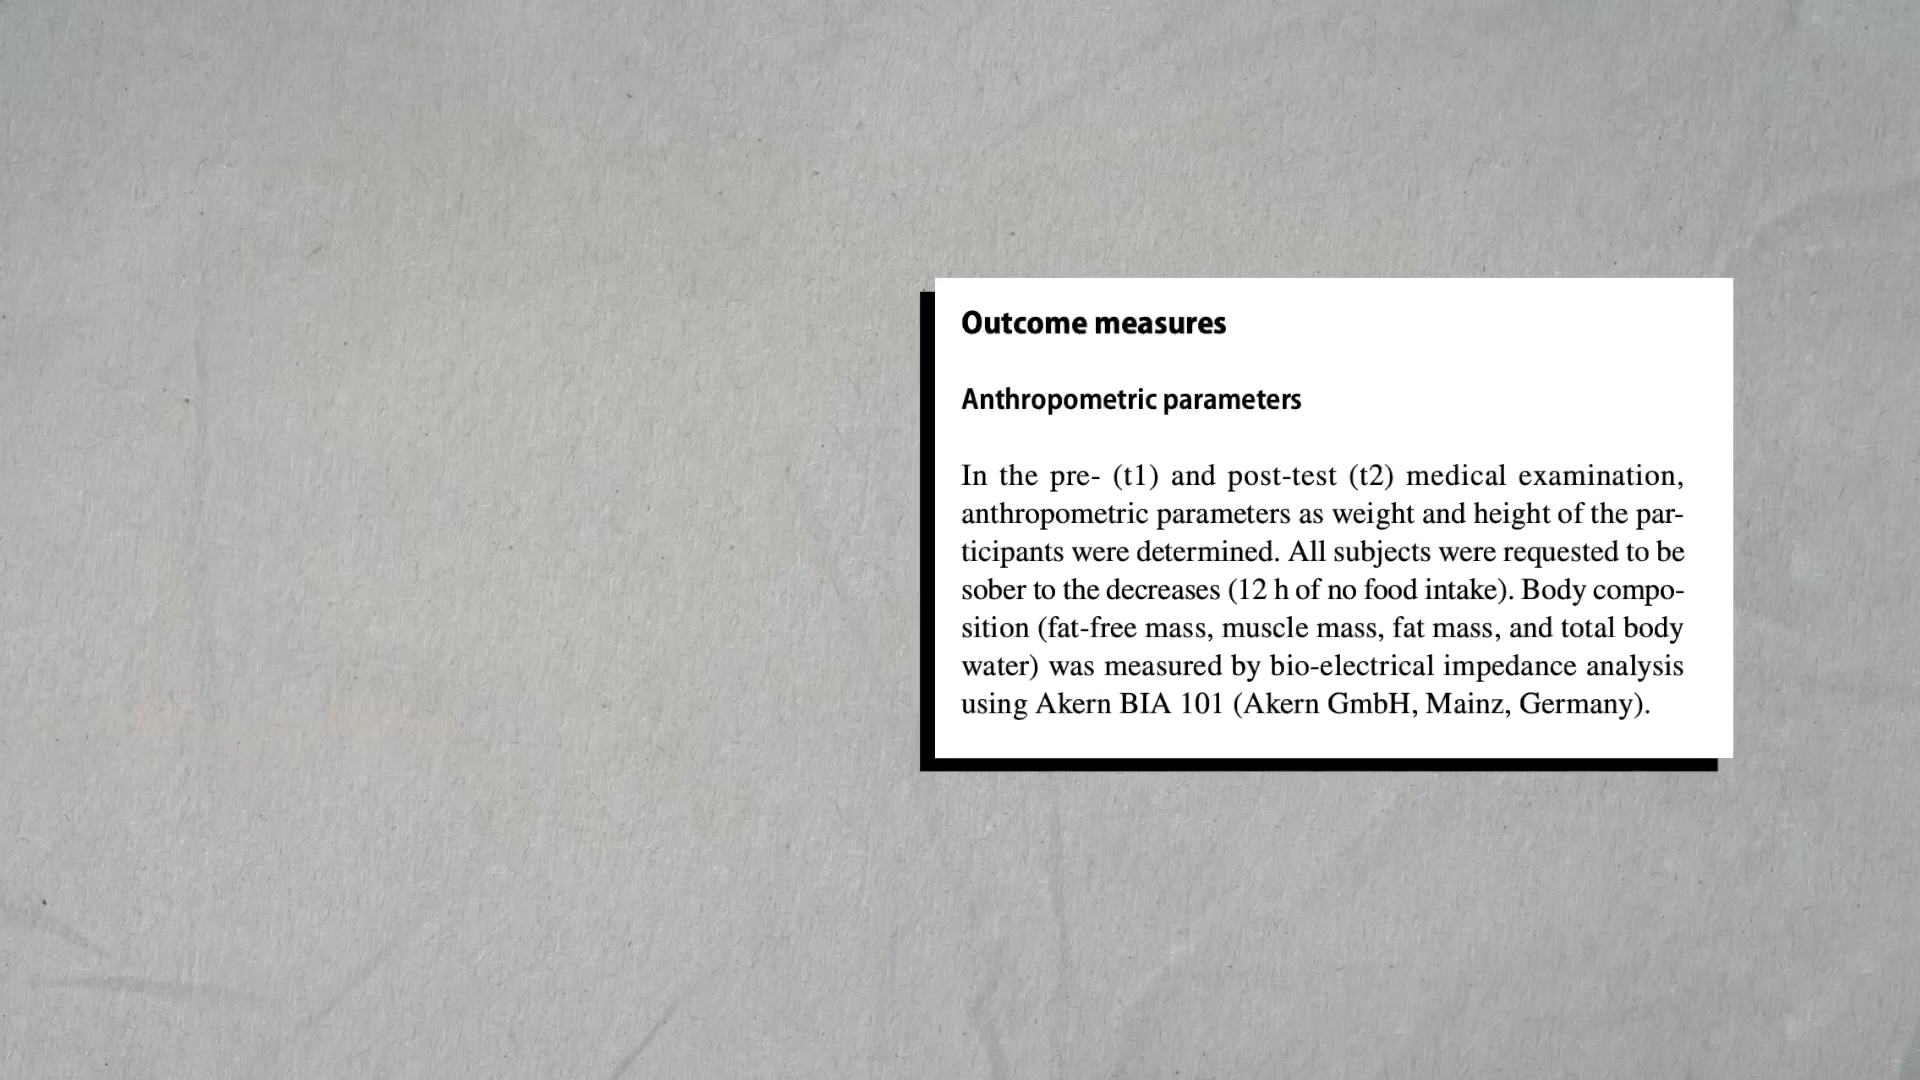 Outcome measures
Anthropometric parameters
In the pre- (t1) and post-test (t2) medical examination,
anthropometric parameters as weight and height of the par-
ticipants were determined. All subjects were requested to be
sober to the decreases (12 h of no food intake). Body compo-
sition (fat-free mass, muscle mass, fat mass, and total body
water) was measured by bio-electrical impedance analysis
using Akern BIA 101 (Akern GmbH, Mainz, Germany).